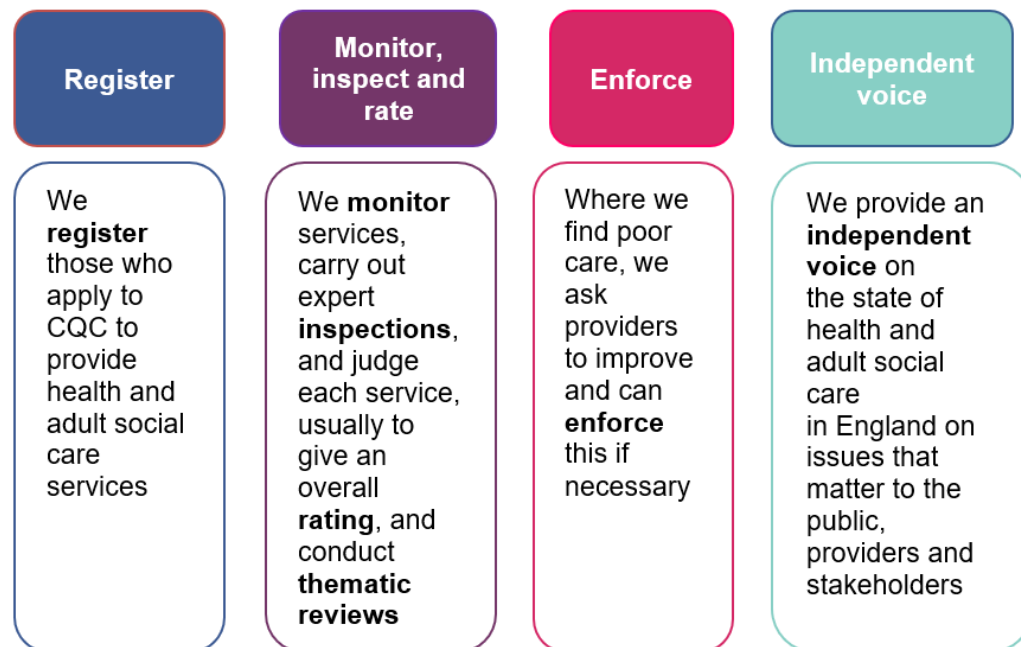 Register
We
register
those who
apply to
CQC to
provide
health and
adult social
care
services
Monitor,
inspect and
rate
We monitor
services,
carry out
expert
inspections,
and judge
each service,
usually to
give an
overall
rating, and
conduct
thematic
reviews
Enforce
Where we
find poor
care, we
ask
providers
to improve
and can
enforce
this if
necessary
Independent
voice
We provide an
independent
voice on
the state of
health and
adult social
care
in England on
issues that
matter to the
public,
providers and
stakeholders